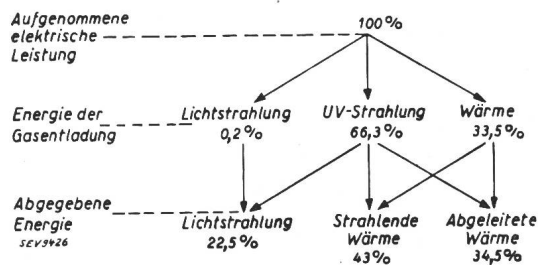 Aufgenommene
elektrische
Leistung
100%
Energie der
Gasentladung
Lichtstrahlung
0,2%
UV-Strahlung
66,3%
Wärme
33,5%
Abgegebene
Energie
SEV9426
Lichtstrahlung
22,5%
Strahlende
Wärme
43%
Abgeleitete
Wärme
34,5%